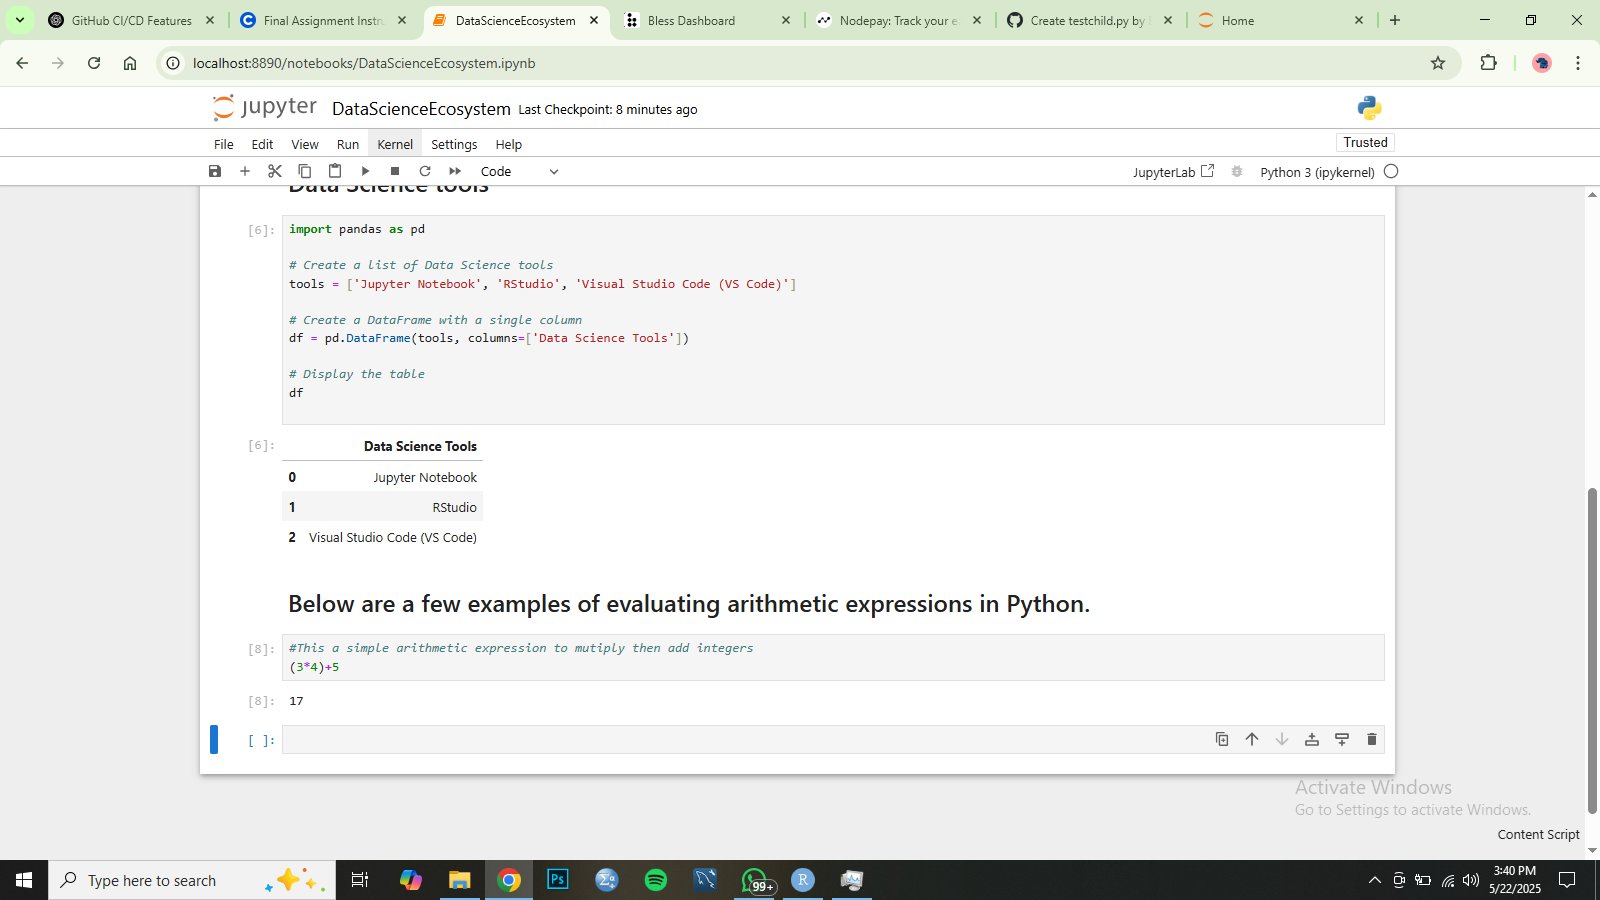 GitHub CI/CD Features
Final Assignment Instru
DataScienceEcosystem
Bless Dashboard
Nodepay: Track your e
Create testchild.py by
Home
localhost:8890/notebooks/DataScienceEcosystem.ipynb
jupyter DataScienceEcosystem Last Checkpoint: 8 minutes ago
File Edit View Run Kernel Settings Help
Trusted
Code
JupyterLab
Python 3 (ipykernel)
Data Science tools
[6]: import pandas as pd
# Create a list of Data Science tools
tools = ['Jupyter Notebook', 'RStudio', 'Visual Studio Code (VS Code)']
# Create a DataFrame with a single column
df = pd.DataFrame(tools, columns=['Data Science Tools'])
# Display the table
df
[6]: Data Science Tools
0 Jupyter Notebook
1 RStudio
2 Visual Studio Code (VS Code)
Below are a few examples of evaluating arithmetic expressions in Python.
[8]: #This a simple arithmetic expression to mutiply then add integers
(3*4)+5
[8]: 17
[ ]:
Activate Windows
Go to Settings to activate Windows.
Content Script
Type here to search
Ps
99+
R
3:40 PM
5/22/2025